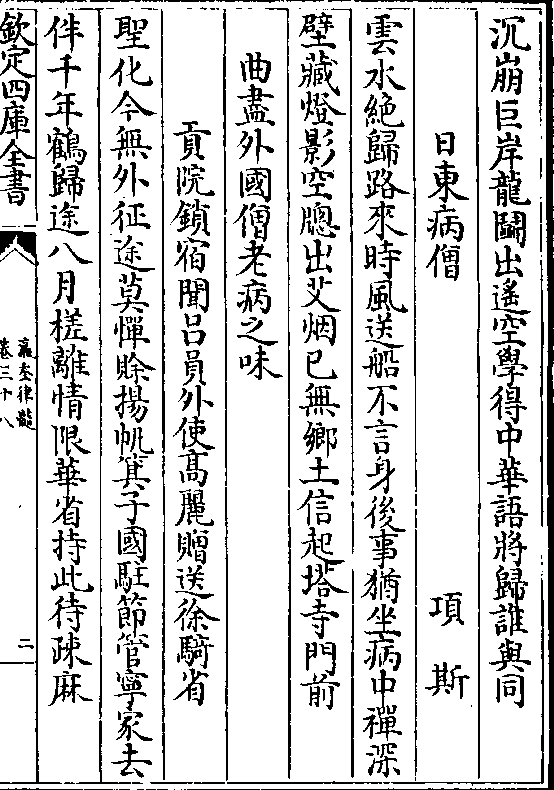 沉崩巨岸龍鬭出遙空學得中華語將歸誰與同
日東病僧　項斯
雲水絶歸路來時風送船不言身後事猶坐病中禪深
壁藏燈影空牕出艾烟已無鄉土信起塔寺門前
曲盡外國僧老病之味
貢院鎖宿聞吕員外使髙麗贈送徐騎省
聖化今無外征途莫憚賖揚帆箕子國駐節管寧家去
伴千年鶴歸途八月槎離情限華省持此待疎麻
欽定四庫全書
瀛奎律髓
卷三十八
二